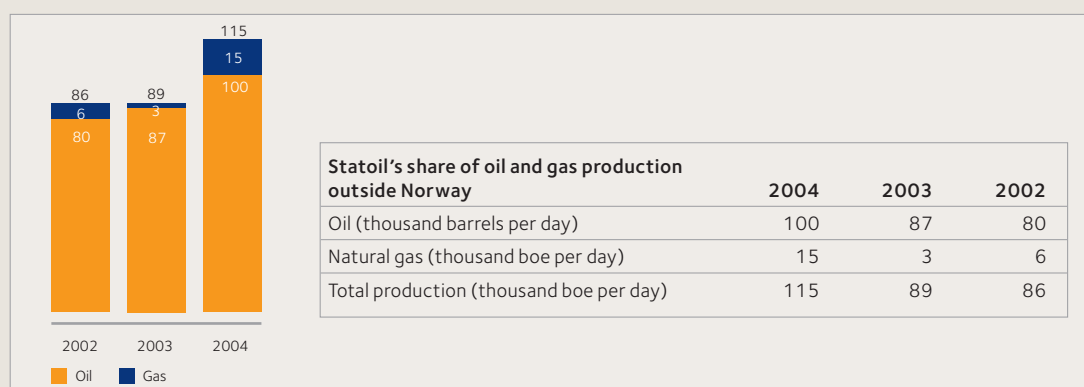 115
15
100
86
6
80
89
3
87
2002 2003 2004
Oil Gas
Statoil’s share of oil and gas production
outside Norway 2004 2003 2002
Oil (thousand barrels per day) 100 87 80
Natural gas (thousand boe per day) 15 3 6
Total production (thousand boe per day) 115 89 86